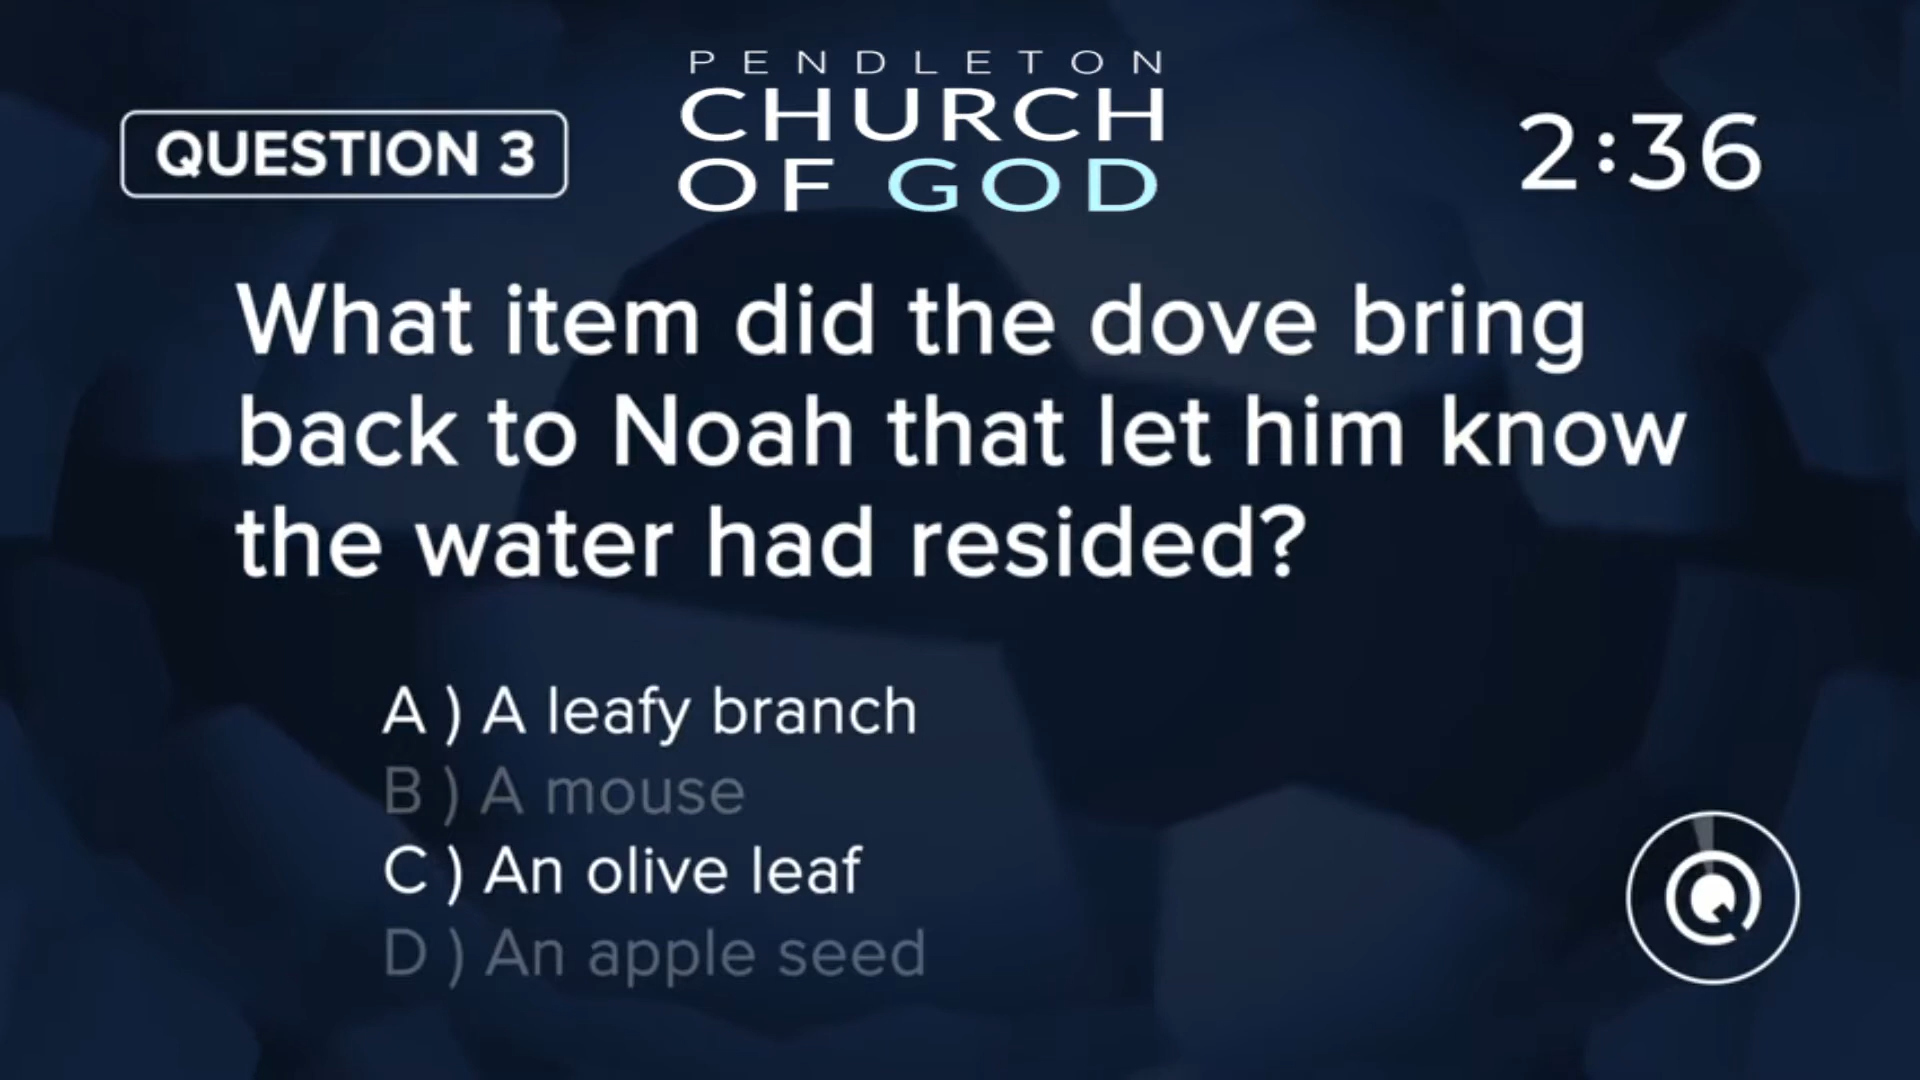 PENDLETON
CHURCH
OF GOD
QUESTION 3
2:36
What item did the dove bring
back to Noah that let him know
the water had resided?
A ) A leafy branch
B ) A mouse
C ) An olive leaf
D ) An apple seed
Q